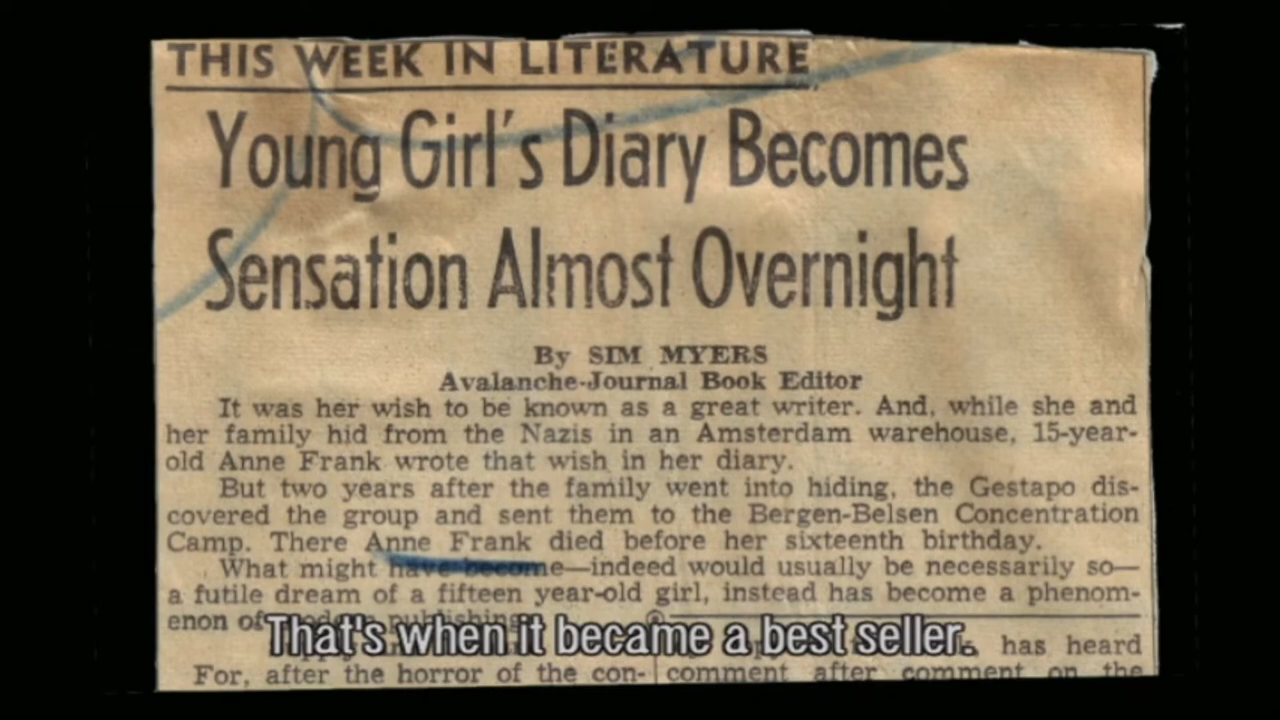 THIS WEEK IN LITERATURE
Young Girl's Diary Becomes
Sensation Almost Overnight
By SIM MYERS
Avalanche-Journal Book Editor
It was her wish to be known as a great writer. And, while she and
her family hid from the Nazis in an Amsterdam warehouse, 15-year-
old Anne Frank wrote that wish in her diary.
But two years after the family went into hiding, the Gestapo dis-
covered the group and sent them to the Bergen-Belsen Concentration
Camp. There Anne Frank died before her sixteenth birthday.
What might have become—indeed would usually be necessarily so—
a futile dream of a fifteen year-old girl, instead has become a phenom-
enon of
That's when it became a best seller.
has heard
For, after the horror of the con-
comment after comment on the